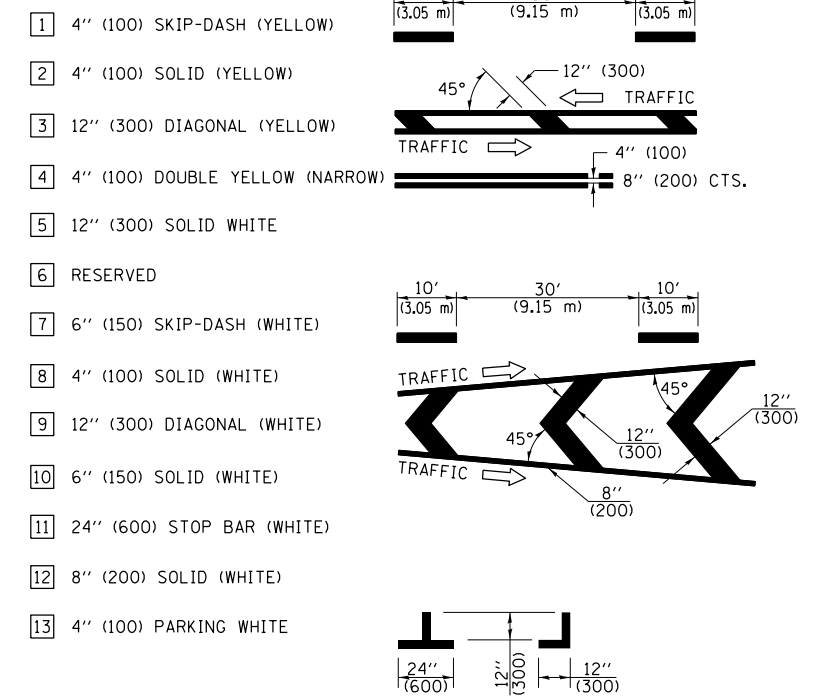 (3.05 m)
(9.15 m)
(3.05 m)
1 4'' (100) SKIP-DASH (YELLOW)
2 4'' (100) SOLID (YELLOW)
45°
12'' (300)
TRAFFIC
3 12'' (300) DIAGONAL (YELLOW)
TRAFFIC
4 4'' (100) DOUBLE YELLOW (NARROW)
4'' (100)
8'' (200) CTS.
5 12'' (300) SOLID WHITE
6 RESERVED
10' 30' 10'
(3.05 m) (9.15 m) (3.05 m)
7 6'' (150) SKIP-DASH (WHITE)
8 4'' (100) SOLID (WHITE)
TRAFFIC
45°
12''
(300)
9 12'' (300) DIAGONAL (WHITE)
45°
12''
(300)
TRAFFIC
10 6'' (150) SOLID (WHITE)
8''
(200)
11 24'' (600) STOP BAR (WHITE)
12 8'' (200) SOLID (WHITE)
13 4'' (100) PARKING WHITE
24''
(600)
12''
(300)
12''
(300)